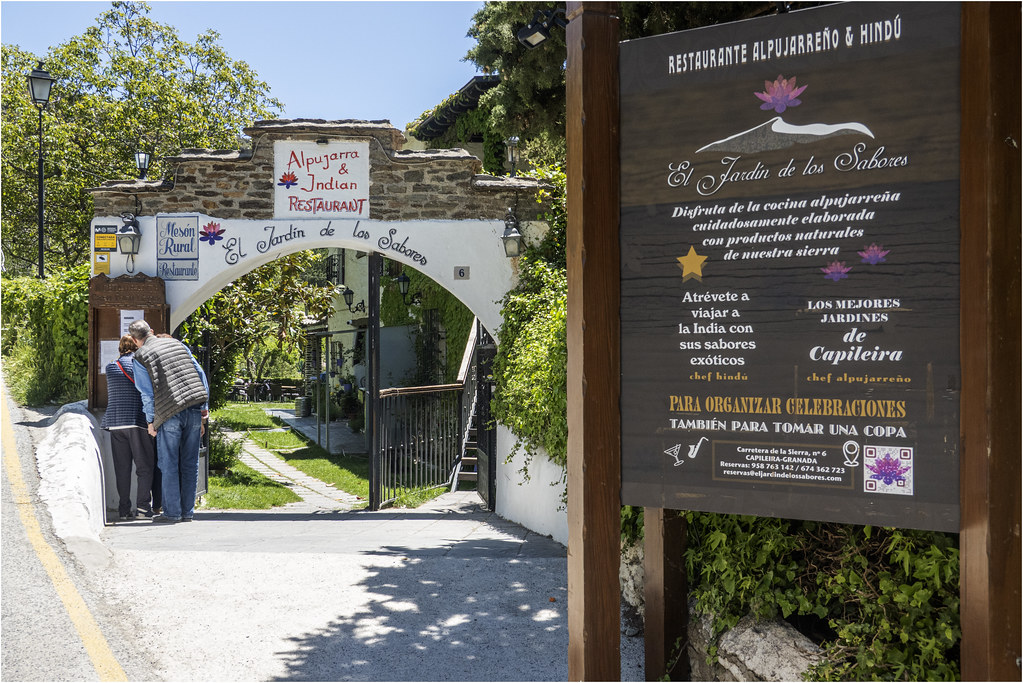 Alpujarra
&
Indian
RESTAURANT
Mesón
Rural
Restaurante
El Jardín de los Sabores
6
RESTAURANTE ALPUJARREÑO & HINDÚ
El Jardín de los Sabores
Disfruta de la cocina alpujarreña
cuidadosamente elaborada
con productos naturales
de nuestra sierra
Atrévete a
viajar a
la India con
sus sabores
exóticos
chef hindú
LOS MEJORES
JARDINES
de
Capileira
chef alpujarreño
PARA ORGANIZAR CELEBRACIONES
TAMBIÉN PARA TOMAR UNA COPA
Carretera de la Sierra, nº 6
CAPILEIRA-GRANADA
Reservas: 958 763 142 / 674 362 723
reservas@eljardindelossabores.com